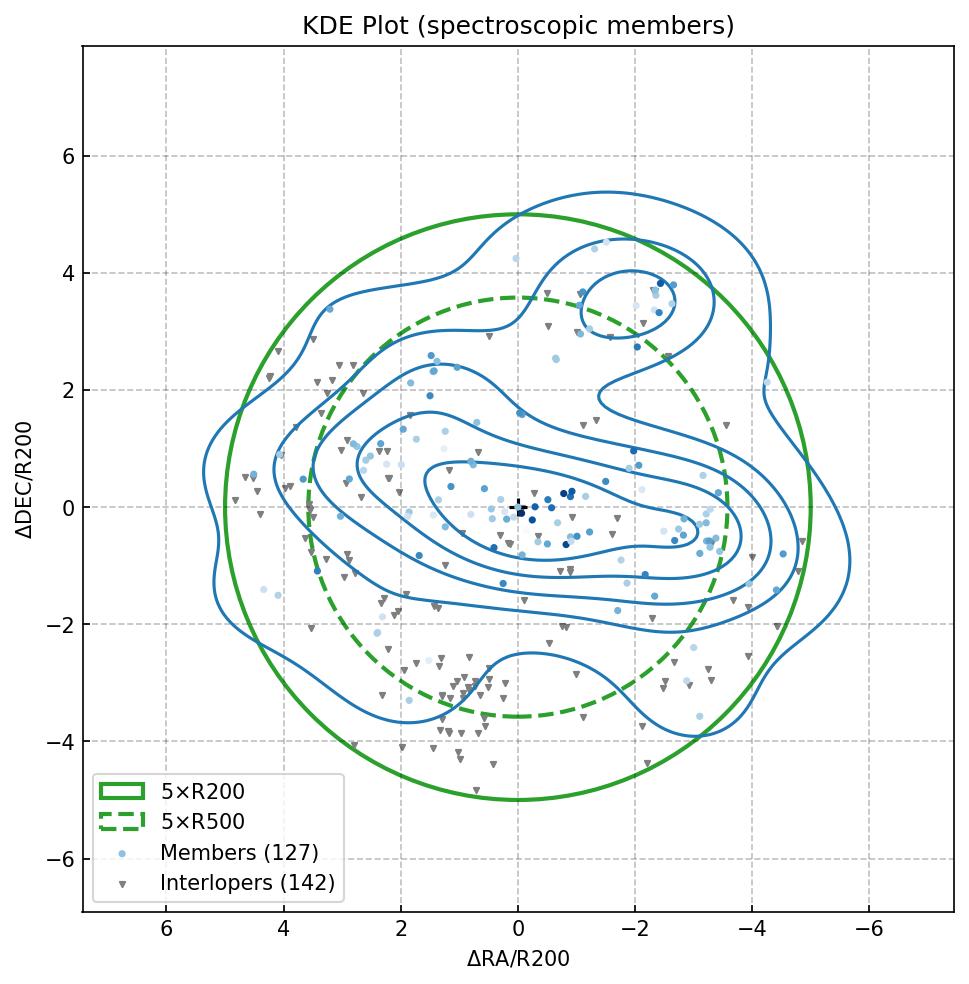 KDE Plot (spectroscopic members)
ΔDEC/R200
6
4
2
0
−2
−4
−6
5×R200
5×R500
Members (127)
Interlopers (142)
6
4
2
0
−2
−4
−6
ΔRA/R200